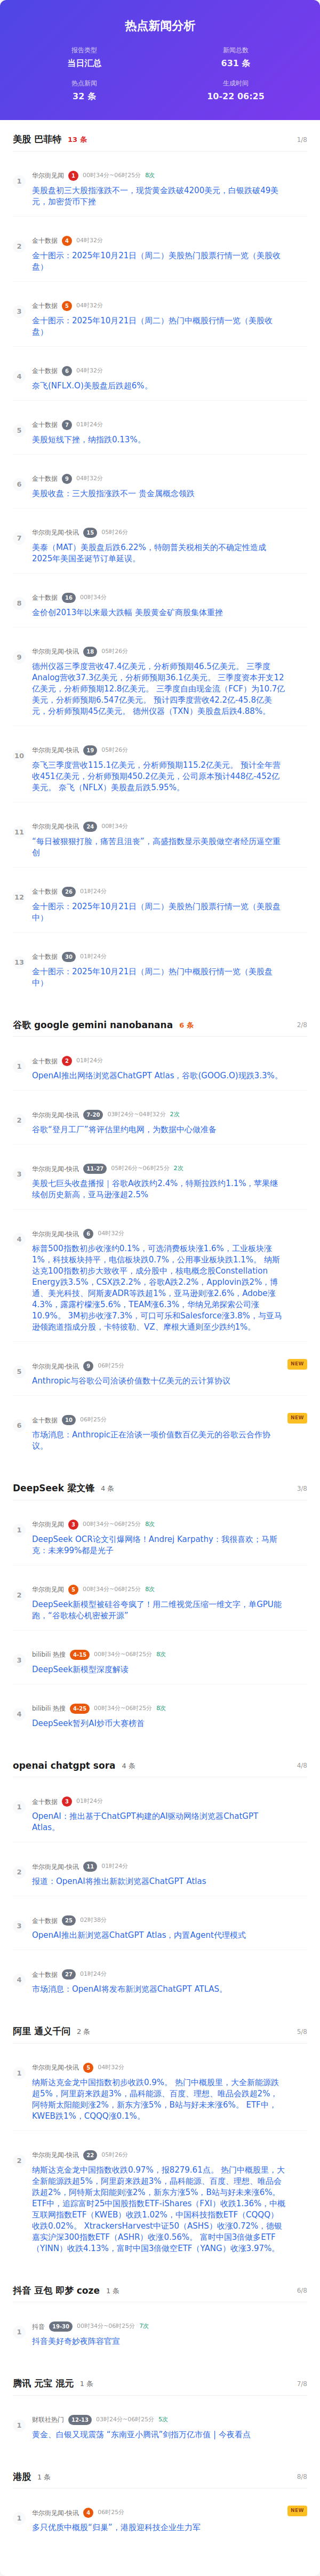 热点新闻分析
报告类型
当日汇总
新闻总数
631 条
热点新闻
32 条
生成时间
10-22 06:25
美股 巴菲特 13 条 1/8
1
华尔街见闻 1 00时34分~06时25分 8次
美股盘初三大股指涨跌不一，现货黄金跌破4200美元，白银跌破49美
元，加密货币下挫
2
金十数据 4 04时32分
金十图示：2025年10月21日（周二）美股热门股票行情一览（美股收
盘）
3
金十数据 5 04时32分
金十图示：2025年10月21日（周二）热门中概股行情一览（美股收
盘）
4
金十数据 6 04时32分
奈飞(NFLX.O)美股盘后跌超6%。
5
金十数据 7 01时24分
美股短线下挫，纳指跌0.13%。
6
金十数据 9 04时32分
美股收盘：三大股指涨跌不一 贵金属概念领跌
7
华尔街见闻-快讯 15 05时26分
美泰（MAT）美股盘后跌6.22%，特朗普关税相关的不确定性造成
2025年美国圣诞节订单延误。
8
金十数据 16 00时34分
金价创2013年以来最大跌幅 美股黄金矿商股集体重挫
9
华尔街见闻-快讯 18 05时26分
德州仪器三季度营收47.4亿美元，分析师预期46.5亿美元。 三季度
Analog营收37.3亿美元，分析师预期36.1亿美元。 三季度资本开支12
亿美元，分析师预期12.8亿美元。 三季度自由现金流（FCF）为10.7亿
美元，分析师预期6.547亿美元。 预计四季度营收42.2亿-45.8亿美
元，分析师预期45亿美元。 德州仪器（TXN）美股盘后跌4.88%。
10
华尔街见闻-快讯 19 05时26分
奈飞三季度营收115.1亿美元，分析师预期115.2亿美元。 预计全年营
收451亿美元，分析师预期450.2亿美元，公司原本预计448亿-452亿
美元。 奈飞（NFLX）美股盘后跌5.95%。
11
华尔街见闻-快讯 24 00时34分
“每日被狠狠打脸，痛苦且沮丧”，高盛指数显示美股做空者经历逼空重
创
12
金十数据 26 01时24分
金十图示：2025年10月21日（周二）美股热门股票行情一览（美股盘
中）
13
金十数据 30 01时24分
金十图示：2025年10月21日（周二）热门中概股行情一览（美股盘
中）
谷歌 google gemini nanobanana 6 条 2/8
1
金十数据 2 01时24分
OpenAI推出网络浏览器ChatGPT Atlas，谷歌(GOOG.O)现跌3.3%。
2
华尔街见闻-快讯 7-20 03时24分~04时32分 2次
谷歌“登月工厂”将评估里约电网，为数据中心做准备
3
华尔街见闻-快讯 11-27 05时26分~06时25分 2次
美股七巨头收盘播报｜谷歌A收跌约2.4%，特斯拉跌约1.1%，苹果继
续创历史新高，亚马逊涨超2.5%
4
华尔街见闻-快讯 6 04时32分
标普500指数初步收涨约0.1%，可选消费板块涨1.6%，工业板块涨
1%，科技板块持平，电信板块跌0.7%，公用事业板块跌1.1%。 纳斯
达克100指数初步大致收平，成分股中，核电概念股Constellation
Energy跌3.5%，CSX跌2.2%，谷歌A跌2.2%，Applovin跌2%，博
通、美光科技、阿斯麦ADR等跌超1%，亚马逊则涨2.6%，Adobe涨
4.3%，露露柠檬涨5.6%，TEAM涨6.3%，华纳兄弟探索公司涨
10.9%。 3M初步收涨7.3%，可口可乐和Salesforce涨3.8%，与亚马
逊领跑道指成分股，卡特彼勒、VZ、摩根大通则至少跌约1%。
5
华尔街见闻-快讯 9 06时25分 NEW
Anthropic与谷歌公司洽谈价值数十亿美元的云计算协议
6
金十数据 10 06时25分 NEW
市场消息：Anthropic正在洽谈一项价值数百亿美元的谷歌云合作协
议。
DeepSeek 梁文锋 4 条 3/8
1
华尔街见闻 3 00时34分~06时25分 8次
DeepSeek OCR论文引爆网络！Andrej Karpathy：我很喜欢；马斯
克：未来99%都是光子
2
华尔街见闻 5 00时34分~06时25分 8次
DeepSeek新模型被硅谷夸疯了！用二维视觉压缩一维文字，单GPU能
跑，“谷歌核心机密被开源”
3
bilibili 热搜 4-15 00时34分~06时25分 8次
DeepSeek新模型深度解读
4
bilibili 热搜 4-25 00时34分~06时25分 8次
DeepSeek暂列AI炒币大赛榜首
openai chatgpt sora 4 条 4/8
1
金十数据 3 01时24分
OpenAI：推出基于ChatGPT构建的AI驱动网络浏览器ChatGPT
Atlas。
2
华尔街见闻-快讯 11 01时24分
报道：OpenAI将推出新款浏览器ChatGPT Atlas
3
金十数据 25 02时38分
OpenAI推出新浏览器ChatGPT Atlas，内置Agent代理模式
4
金十数据 27 01时24分
市场消息：OpenAI将发布新浏览器ChatGPT ATLAS。
阿里 通义千问 2 条 5/8
1
华尔街见闻-快讯 5 04时32分
纳斯达克金龙中国指数初步收跌0.9%。 热门中概股里，大全新能源跌
超5%，阿里蔚来跌超3%，晶科能源、百度、理想、唯品会跌超2%，
阿特斯太阳能则涨2%，新东方涨5%，B站与好未来涨6%。 ETF中，
KWEB跌1%，CQQQ涨0.1%。
2
华尔街见闻-快讯 22 05时26分
纳斯达克金龙中国指数收跌0.97%，报8279.61点。 热门中概股里，大
全新能源跌超5%，阿里蔚来跌超3%，晶科能源、百度、理想、唯品会
跌超2%，阿特斯太阳能则涨2%，新东方涨5%，B站与好未来涨6%。
ETF中，追踪富时25中国股指数ETF-iShares（FXI）收跌1.36%，中概
互联网指数ETF（KWEB）收跌1.02%，中国科技指数ETF（CQQQ）
收跌0.02%。 XtrackersHarvest中证50（ASHS）收涨0.72%，德银
嘉实沪深300指数ETF（ASHR）收涨0.56%。 富时中国3倍做多ETF
（YINN）收跌4.13%，富时中国3倍做空ETF（YANG）收涨3.97%。
抖音 豆包 即梦 coze 1 条 6/8
1
抖音 19-30 00时34分~06时25分 7次
抖音美好奇妙夜阵容官宣
腾讯 元宝 混元 1 条 7/8
1
财联社热门 12-13 03时24分~06时25分 5次
黄金、白银又现震荡 “东南亚小腾讯”剑指万亿市值 | 今夜看点
港股 1 条 8/8
1
华尔街见闻-快讯 4 06时25分 NEW
多只优质中概股“归巢”，港股迎科技企业生力军